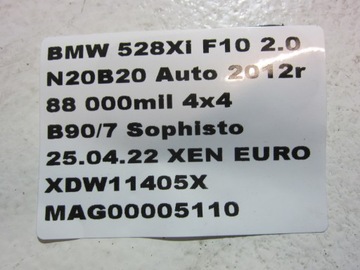 BMW 528Xi F10 2.0
N20B20 Auto 2012r
88 000mil 4x4
B90/7 Sophisto
25.04.22 XEN EURO
XDW11405X
MAG00005110